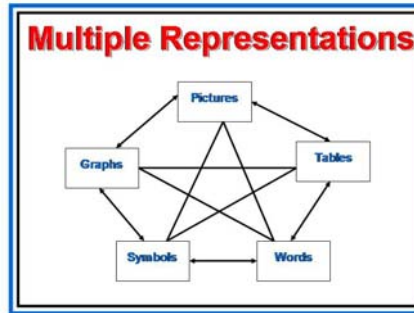 Multiple Representations
Pictures
Graphs
Tables
Symbols
Words